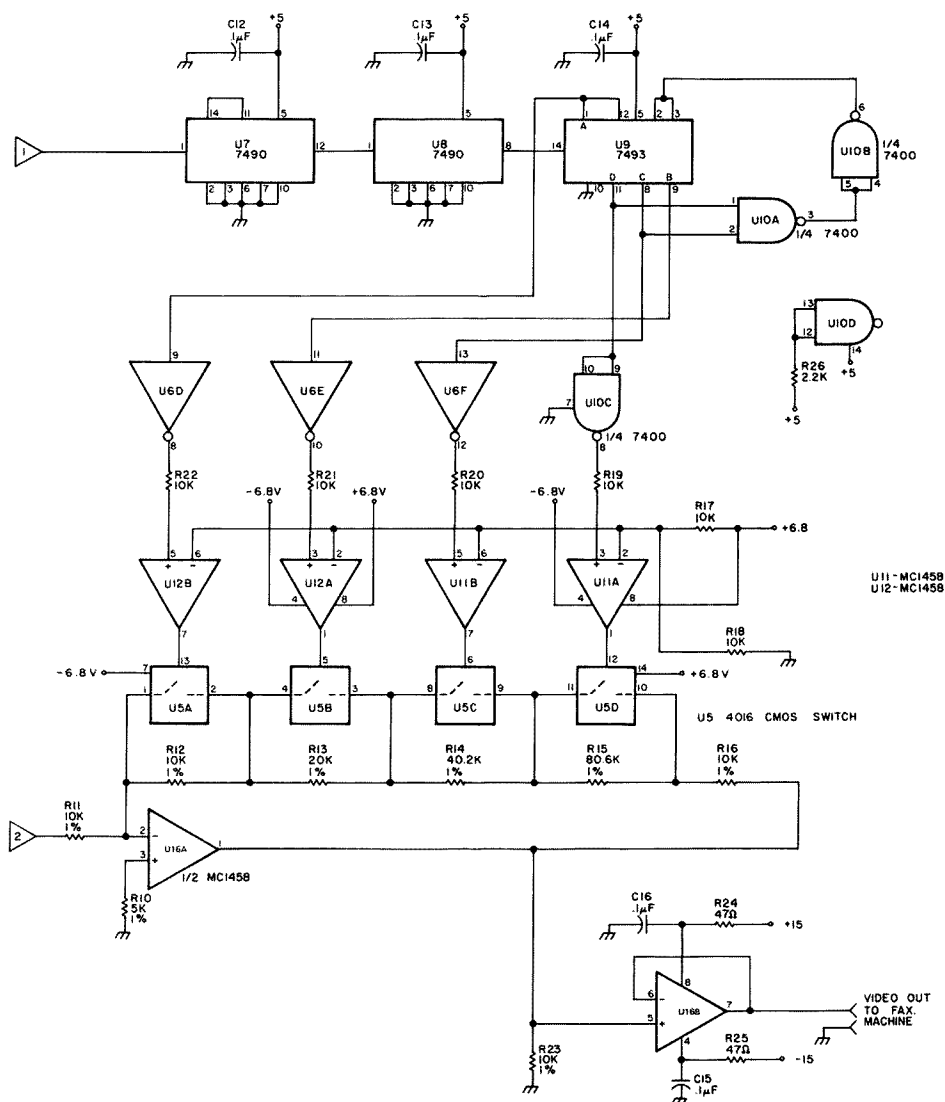 C12
.1µF
+5
C13
.1µF
+5
C14
.1µF
+5
14 11 5
5
1 12 5 2 3
A
6
1
1
U7
7490
12
1
U8
7490
8
14
U9
7493
U10B
1/4
7400
5 4
2 3 6 7 10
2 3 6 7 10
D C B
10 11 8 9
1
2
U10A
3
1/4 7400
13
12
U10D
14
+5
R26
2.2K
+5
9
11
13
10 9
U6D
U6E
U6F
7
U10C
1/4 7400
8
10
12
8
R22
10K
R21
10K
R20
10K
R19
10K
-6.8V
+6.8V
-6.8V
R17
10K
+6.8
5 6
3 2
5 6
3 2
+ -
+ -
+ -
+ -
U12B
U12A
U11B
U11A
4 8
4 8
7
1
7
1
U11-MC1458
U12-MC1458
R18
10K
13
5
6
12
-6.8V
7
14
+6.8V
1 2
4 3
8 9
11 10
U5A
U5B
U5C
U5D
U5 4016 CMOS SWITCH
R12
10K
1%
R13
20K
1%
R14
40.2K
1%
R15
80.6K
1%
R16
10K
1%
2
R11
10K
1%
2 -
3 +
U16A
1
1/2 MC1458
R10
5K
1%
C16
.1µF
R24
47Ω
+15
8
6 -
5 +
U16B
7
4
VIDEO OUT
TO FAX.
MACHINE
R25
47Ω
-15
R23
10K
1%
C15
.1µF